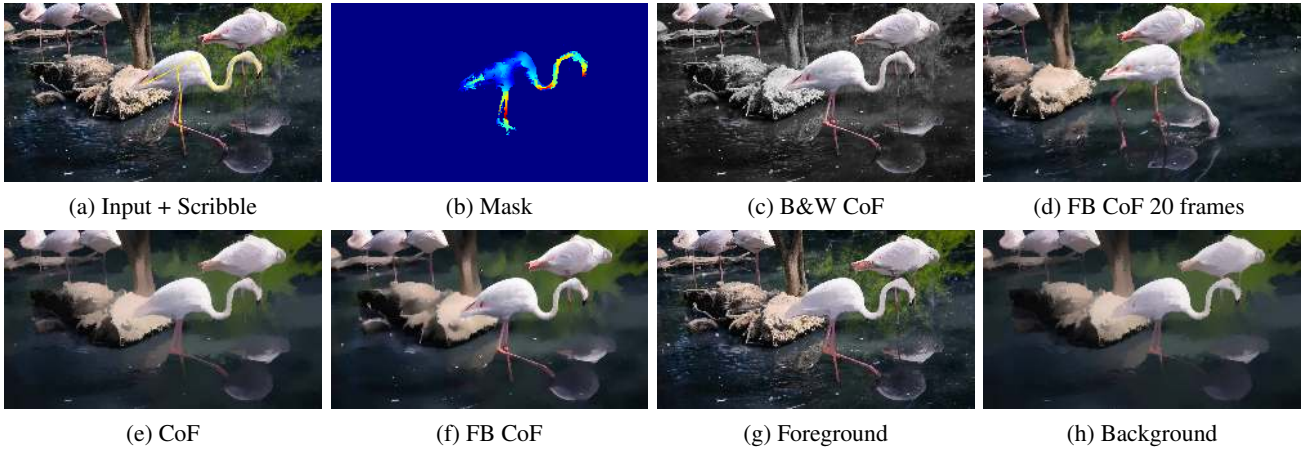 (a) Input + Scribble
(b) Mask
(c) B&W CoF
(d) FB CoF 20 frames
(e) CoF
(f) FB CoF
(g) Foreground
(h) Background